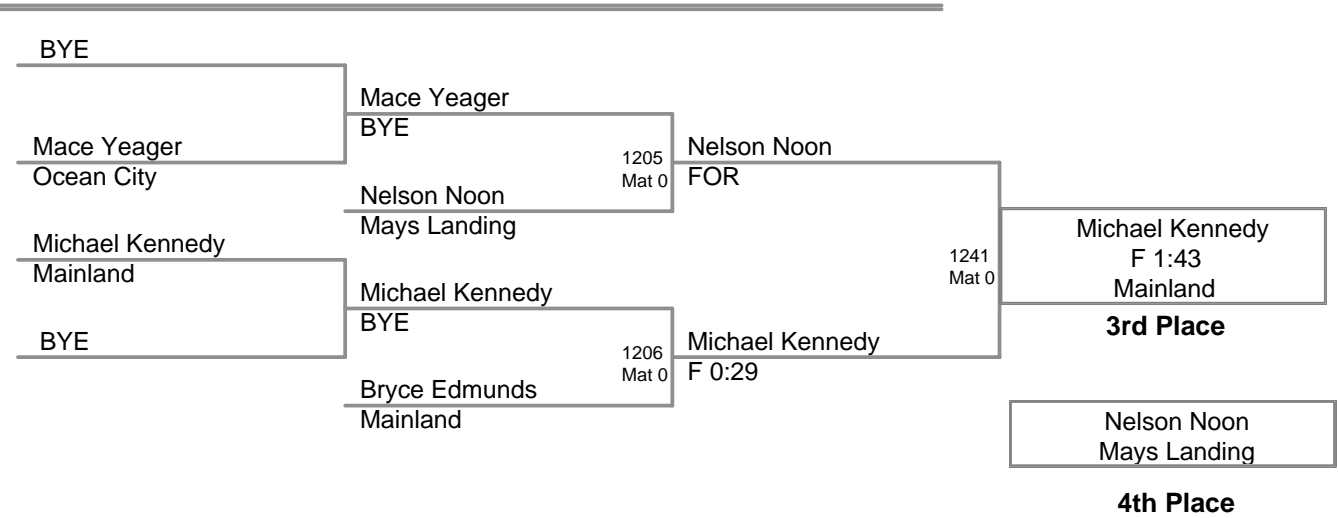 BYE
Mace Yeager
BYE
Mace Yeager
Ocean City
1205
Mat 0
Nelson Noon
FOR
Nelson Noon
Mays Landing
Michael Kennedy
Mainland
1241
Mat 0
Michael Kennedy
F 1:43
Mainland
3rd Place
Michael Kennedy
BYE
BYE
1206
Mat 0
Michael Kennedy
F 0:29
Bryce Edmunds
Mainland
Nelson Noon
Mays Landing
4th Place